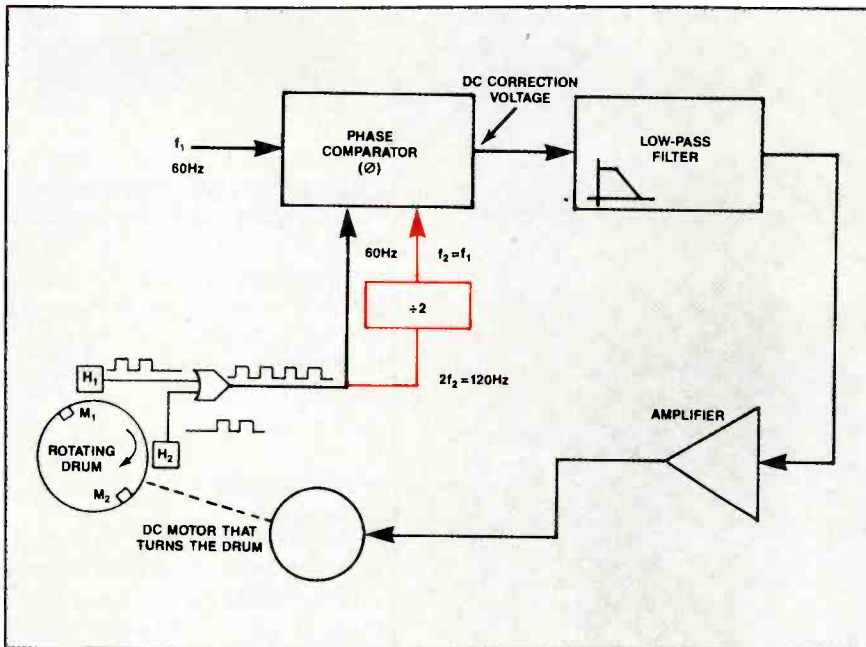 DC CORRECTION
VOLTAGE
PHASE
COMPARATOR
(Ø)
LOW-PASS
FILTER
f₁
60Hz
60Hz
f₂=f₁
÷2
2f₂=120Hz
H₁
M₁
ROTATING
DRUM
H₂
M₂
AMPLIFIER
DC MOTOR THAT
TURNS THE DRUM